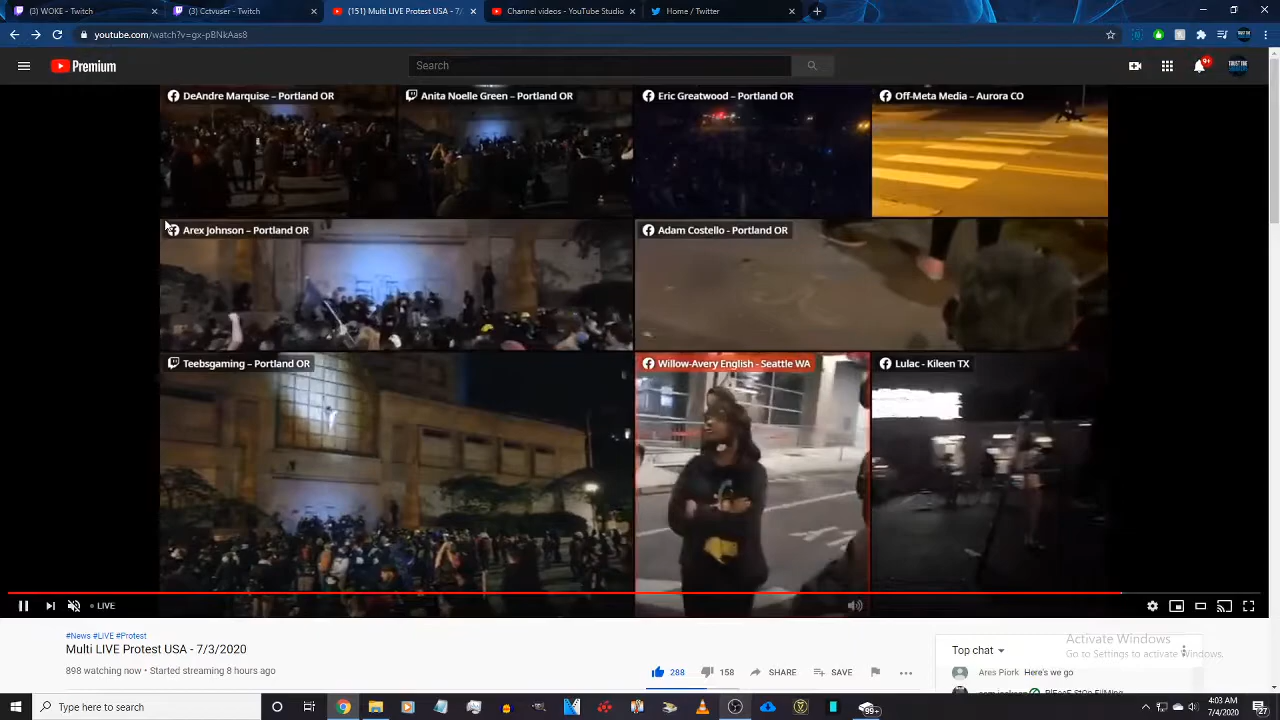 (3) WOKE - Twitch
(3) Cctvuser - Twitch
(151) Multi LIVE Protest USA - 7/
Channel videos - YouTube Studio
Home / Twitter
youtube.com/watch?v=gx-pBNkAas8
Premium
Search
9+
DeAndre Marquise – Portland OR
Anita Noelle Green – Portland OR
Eric Greatwood – Portland OR
Off-Meta Media – Aurora CO
Arex Johnson – Portland OR
Adam Costello - Portland OR
Teebsgaming – Portland OR
Willow-Avery English - Seattle WA
Lulac - Kileen TX
LIVE
#News #LIVE #Protest
Multi LIVE Protest USA - 7/3/2020
898 watching now • Started streaming 8 hours ago
288
158
SHARE
SAVE
Top chat
Activate Windows
Go to Settings to activate Windows.
Ares Piork Here's we go
Type here to search
99+
4:03 AM
7/4/2020